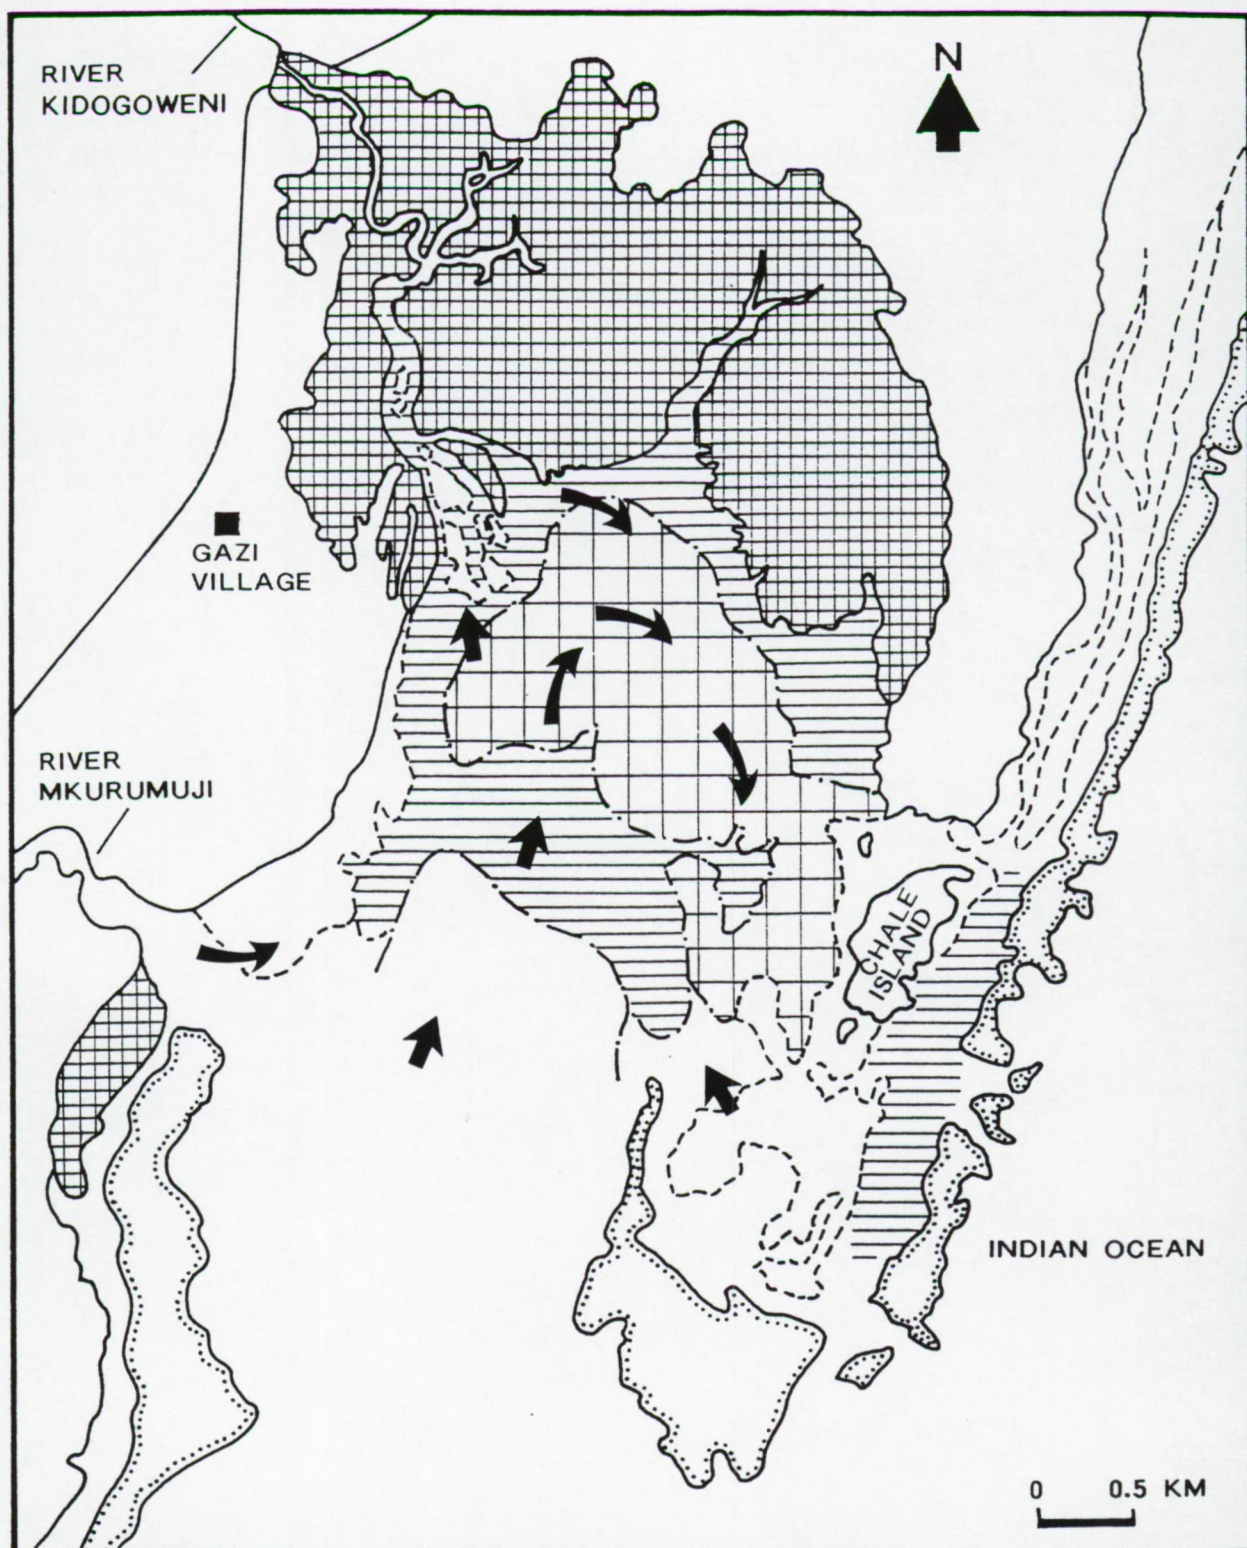 RIVER
KIDOGOWENI
N
GAZI
VILLAGE
RIVER
MKURUMUJI
CHALE
ISLAND
INDIAN OCEAN
0 0.5 KM